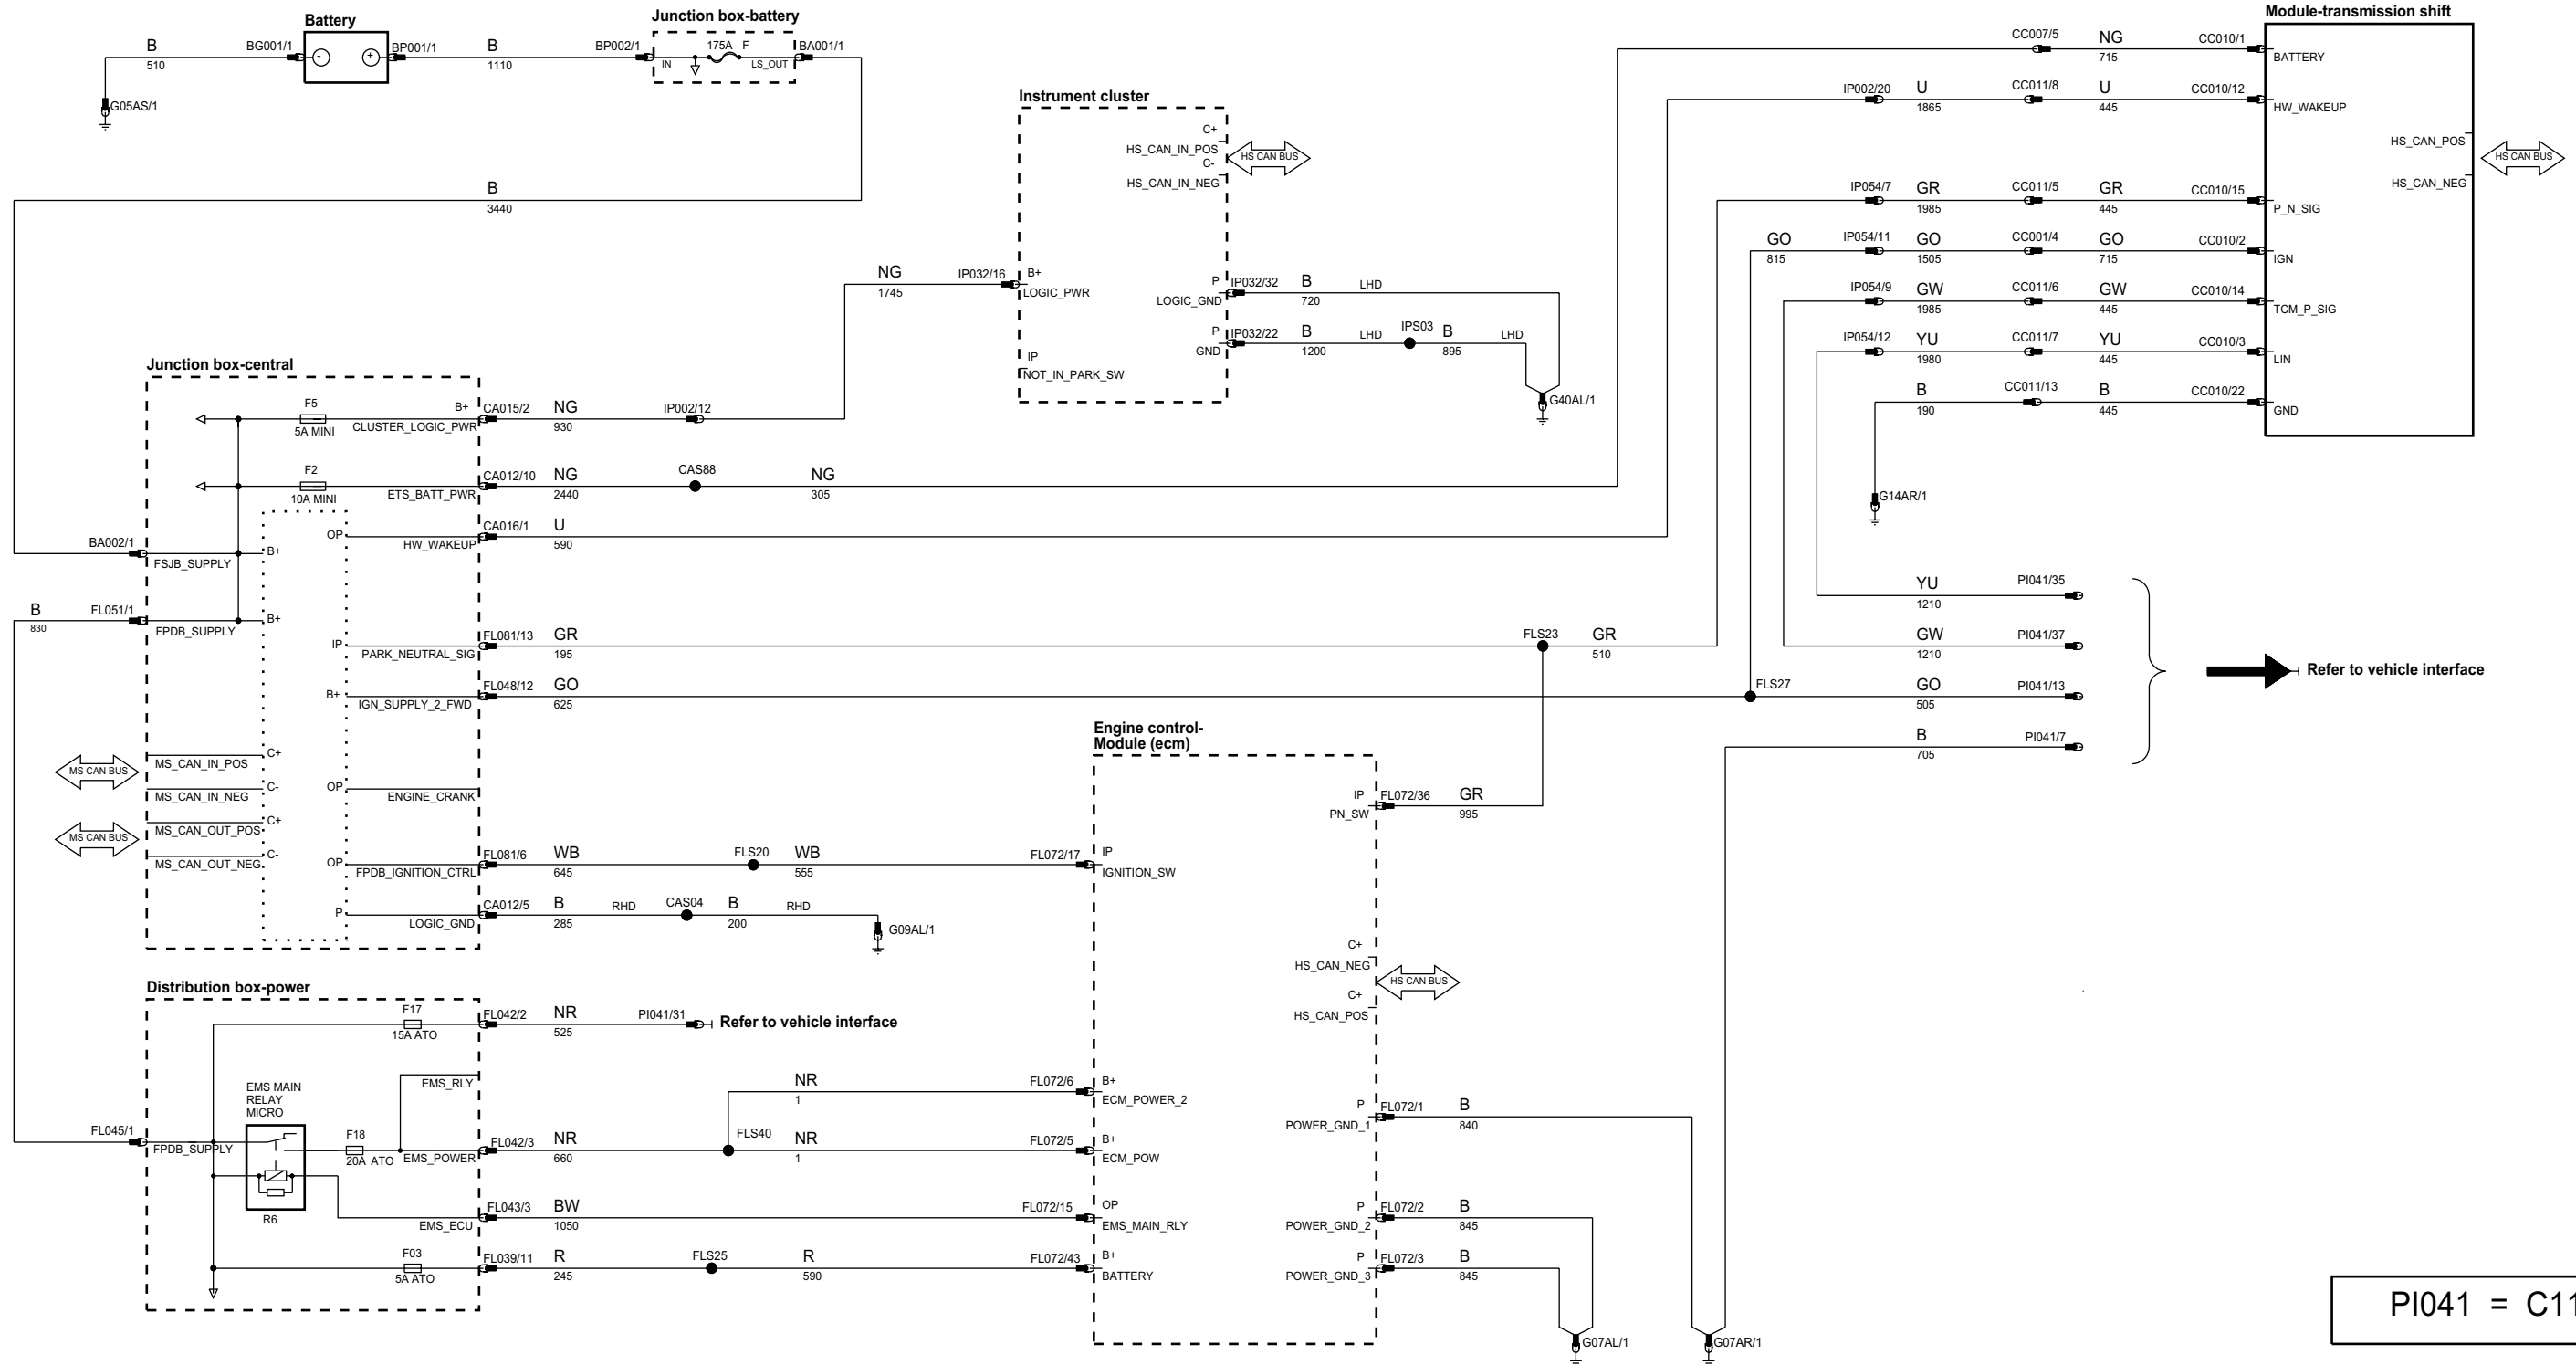 Battery
B
510
BG001/1
-
+
BP001/1
B
1110
G05AS/1
Junction box-battery
BP002/1
175A F
IN
LS_OUT
BA001/1
B
3440
Instrument cluster
C+
HS_CAN_IN_POS
C-
HS_CAN_IN_NEG
HS CAN BUS
NG
1745
IP032/16
B+
LOGIC_PWR
P
LOGIC_GND
IP032/32
B
720
LHD
P
GND
IP032/22
B
1200
LHD
IPS03
B
895
LHD
IP
NOT_IN_PARK_SW
G40AL/1
Module-transmission shift
CC007/5
NG
715
CC010/1
BATTERY
IP002/20
U
1865
CC011/8
U
445
CC010/12
HW_WAKEUP
HS_CAN_POS
HS_CAN_NEG
HS CAN BUS
IP054/7
GR
1985
CC011/5
GR
445
CC010/15
P_N_SIG
GO
815
IP054/11
GO
1505
CC001/4
GO
715
CC010/2
IGN
IP054/9
GW
1985
CC011/6
GW
445
CC010/14
TCM_P_SIG
IP054/12
YU
1980
CC011/7
YU
445
CC010/3
LIN
B
190
CC011/13
B
445
CC010/22
GND
G14AR/1
Junction box-central
F5
5A MINI
B+
CLUSTER_LOGIC_PWR
CA015/2
NG
930
IP002/12
F2
10A MINI
ETS_BATT_PWR
CA012/10
NG
2440
CAS88
NG
305
OP
HW_WAKEUP
CA016/1
U
590
BA002/1
FSJB_SUPPLY
B+
B
830
FL051/1
FPDB_SUPPLY
B+
IP
PARK_NEUTRAL_SIG
FL081/13
GR
195
FLS23
GR
510
B+
IGN_SUPPLY_2_FWD
FL048/12
GO
625
FLS27
YU
1210
PI041/35
GW
1210
PI041/37
GO
505
PI041/13
B
705
PI041/7
Refer to vehicle interface
MS CAN BUS
MS_CAN_IN_POS
C+
MS_CAN_IN_NEG
C-
MS CAN BUS
MS_CAN_OUT_POS
C+
MS_CAN_OUT_NEG
C-
OP
ENGINE_CRANK
OP
FPDB_IGNITION_CTRL
FL081/6
WB
645
FLS20
WB
555
FL072/17
P
LOGIC_GND
CA012/5
B
285
RHD
CAS04
B
200
RHD
G09AL/1
Engine control-
Module (ecm)
IP
PN_SW
FL072/36
GR
995
IP
IGNITION_SW
C+
HS_CAN_NEG
C+
HS_CAN_POS
HS CAN BUS
Distribution box-power
F17
15A ATO
FL042/2
NR
525
PI041/31
Refer to vehicle interface
EMS MAIN
RELAY
MICRO
EMS_RLY
NR
1
FL072/6
B+
ECM_POWER_2
FL045/1
FPDB_SUPPLY
F18
20A ATO
EMS_POWER
FL042/3
NR
660
FLS40
NR
1
FL072/5
B+
ECM_POW
R6
EMS_ECU
FL043/3
BW
1050
FL072/15
OP
EMS_MAIN_RLY
F03
5A ATO
FL039/11
R
245
FLS25
R
590
FL072/43
B+
BATTERY
P
POWER_GND_1
FL072/1
B
840
P
POWER_GND_2
FL072/2
B
845
P
POWER_GND_3
FL072/3
B
845
G07AL/1
G07AR/1
PI041 = C11